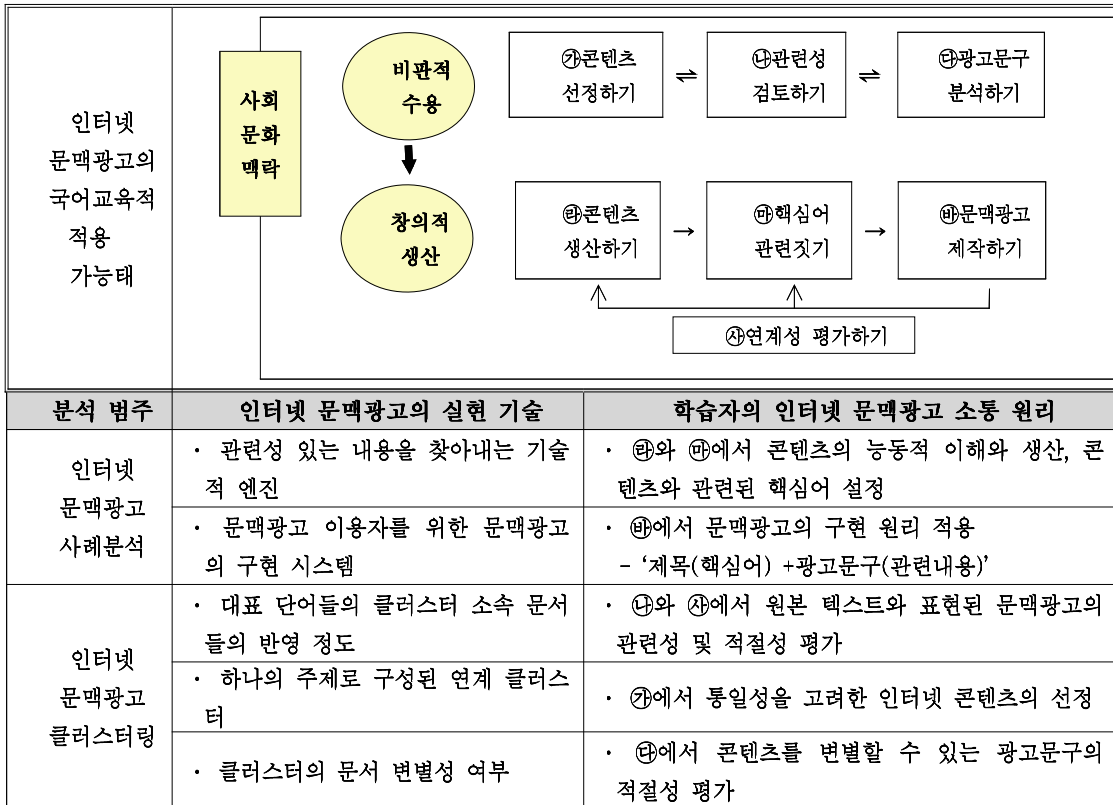 인터넷
문맥광고의
국어교육적
적용
가능태
사회
문화
맥락
비판적
수용
㉮콘텐츠
선정하기
⇌
㉯관련성
검토하기
⇌
㉰광고문구
분석하기
창의적
생산
㉱콘텐츠
생산하기
→
㉲핵심어
관련짓기
→
㉳문맥광고
제작하기
㉴연계성 평가하기
분석 범주
인터넷 문맥광고의 실현 기술
학습자의 인터넷 문맥광고 소통 원리
인터넷
문맥광고
사례분석
· 관련성 있는 내용을 찾아내는 기술
적 엔진
· ㉱와 ㉲에서 콘텐츠의 능동적 이해와 생산, 콘
텐츠와 관련된 핵심어 설정
· 문맥광고 이용자를 위한 문맥광고
의 구현 시스템
· ㉳에서 문맥광고의 구현 원리 적용
- ‘제목(핵심어) +광고문구(관련내용)’
인터넷
문맥광고
클러스터링
· 대표 단어들의 클러스터 소속 문서
들의 반영 정도
· ㉯와 ㉴에서 원본 텍스트와 표현된 문맥광고의
관련성 및 적절성 평가
· 하나의 주제로 구성된 연계 클러스
터
· ㉮에서 통일성을 고려한 인터넷 콘텐츠의 선정
· 클러스터의 문서 변별성 여부
· ㉰에서 콘텐츠를 변별할 수 있는 광고문구의
적절성 평가